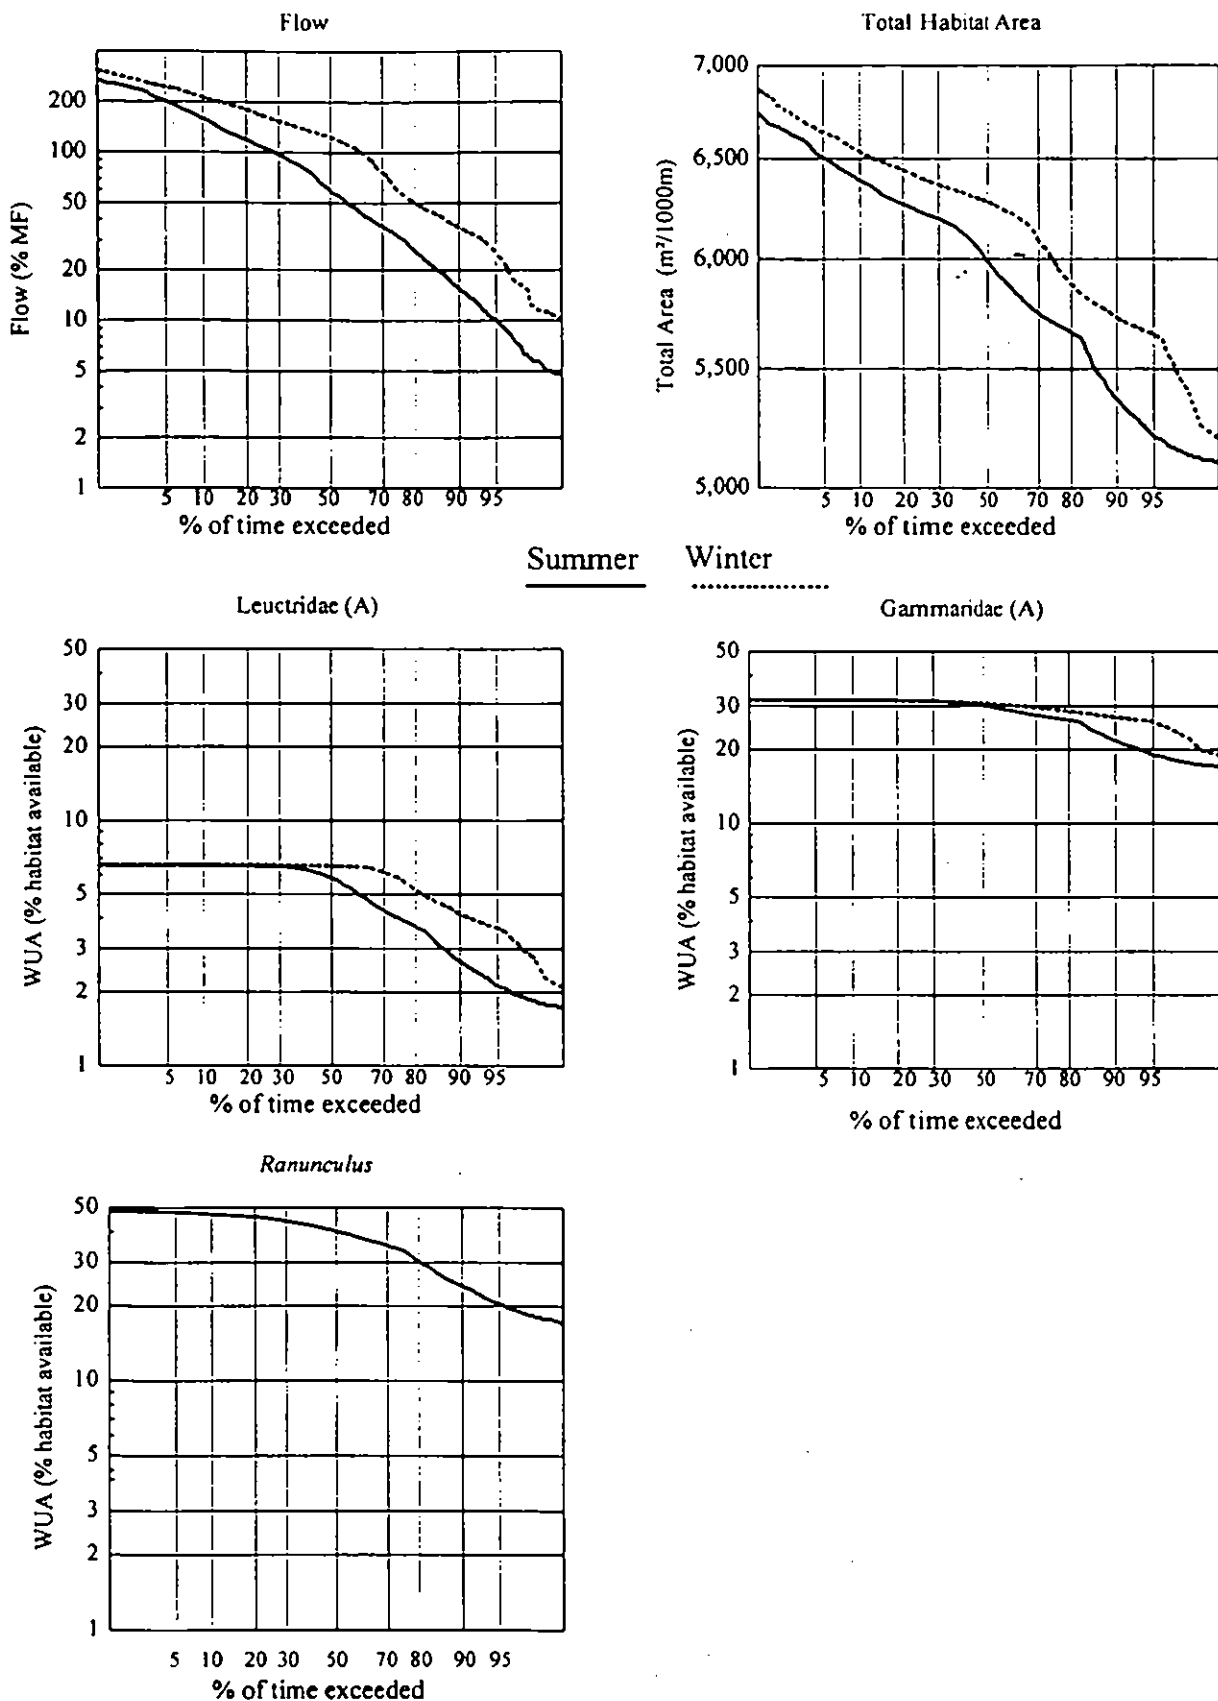 Flow
200
100
50
20
10
5
2
1
Flow (% MF)
5 10 20 30 50 70 80 90 95
% of time exceeded
Total Habitat Area
7,000
6,500
6,000
5,500
5,000
Total Area (m²/1000m)
5 10 20 30 50 70 80 90 95
% of time exceeded
Summer Winter
Leuctridae (A)
50
30
20
10
5
3
2
1
WUA (% habitat available)
5 10 20 30 50 70 80 90 95
% of time exceeded
Gammaridae (A)
50
30
20
10
5
3
2
1
WUA (% habitat available)
5 10 20 30 50 70 80 90 95
% of time exceeded
Ranunculus
50
30
20
10
5
3
2
1
WUA (% habitat available)
5 10 20 30 50 70 80 90 95
% of time exceeded